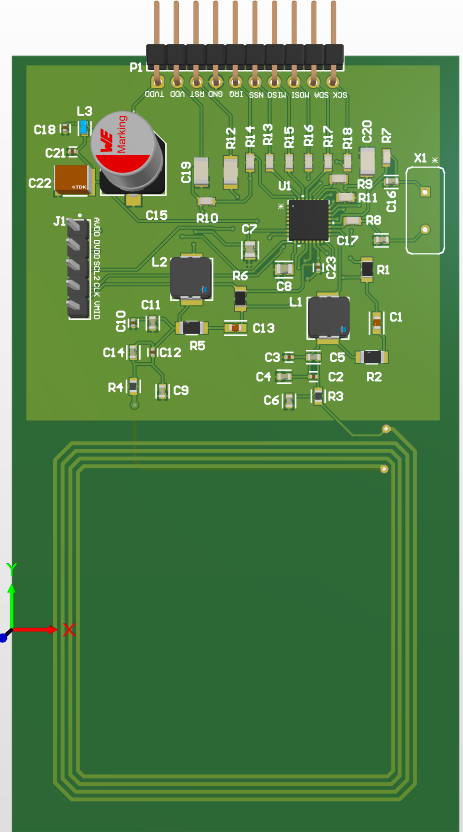 P1
TVDD VDD RST GND IRQ NSS MISO MOSI SDA SCK
L3
C18
C21
C22
TDK
WE
Marking
C15
C19
R12
R14 R13 R15 R16 R17 R18 C20 R7
X1 *
R10
U1
*
R9
R11
C16
R8
C17
J1
AVDD DVDD SCL2 CLK VMID
L2
C7
R6
C8
C23
L1
R1
C10
C11
R5
C13
C1
C14
C12
C3
C5
R2
R4
C9
C4
C2
C6
R3
Y
X